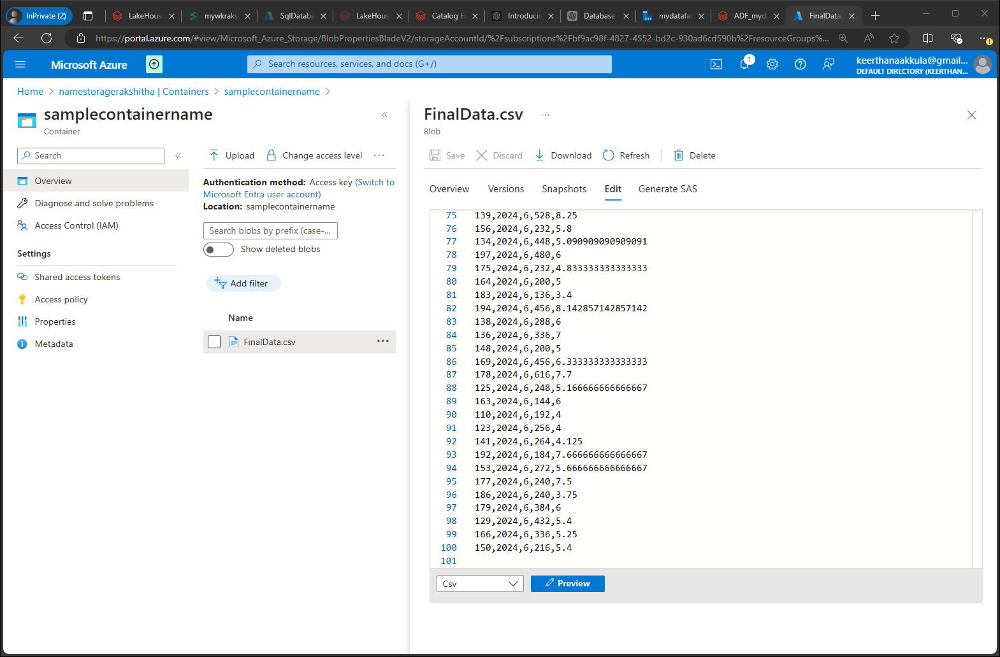 InPrivate (2)
LakeHous
mywkraks
SqlDataba
LakeHous
Catalog Ex
Introducin
Database
mydatafac
ADF_myd
FinalData.
https://portal.azure.com/#view/Microsoft_Azure_Storage/BlobPropertiesBladeV2/storageAccountId/%2Fsubscriptions%2Fbf9ac98f-4827-4552-bd2c-930ad6cd590b%2FresourceGroups%...
Microsoft Azure
Search resources, services, and docs (G+/)
1
keerthanaakkula@gmail...
DEFAULT DIRECTORY (KEERTHAN...
Home > namestoragerakshitha | Containers > samplecontainername >
samplecontainername
Container
Search
Overview
Diagnose and solve problems
Access Control (IAM)
Settings
Shared access tokens
Access policy
Properties
Metadata
Upload
Change access level
Authentication method: Access key (Switch to
Microsoft Entra user account)
Location: samplecontainername
Search blobs by prefix (case-...
Show deleted blobs
Add filter
Name
FinalData.csv
FinalData.csv
Blob
Save
Discard
Download
Refresh
Delete
Overview
Versions
Snapshots
Edit
Generate SAS
75 139,2024,6,528,8.25
76 156,2024,6,232,5.8
77 134,2024,6,448,5.090909090909091
78 197,2024,6,480,6
79 175,2024,6,232,4.833333333333333
80 164,2024,6,200,5
81 183,2024,6,136,3.4
82 194,2024,6,456,8.142857142857142
83 138,2024,6,288,6
84 136,2024,6,336,7
85 148,2024,6,200,5
86 169,2024,6,456,6.333333333333333
87 178,2024,6,616,7.7
88 125,2024,6,248,5.166666666666667
89 163,2024,6,144,6
90 110,2024,6,192,4
91 123,2024,6,256,4
92 141,2024,6,264,4.125
93 192,2024,6,184,7.666666666666667
94 153,2024,6,272,5.666666666666667
95 177,2024,6,240,7.5
96 186,2024,6,240,3.75
97 179,2024,6,384,6
98 129,2024,6,432,5.4
99 166,2024,6,336,5.25
100 150,2024,6,216,5.4
101
Csv
Preview